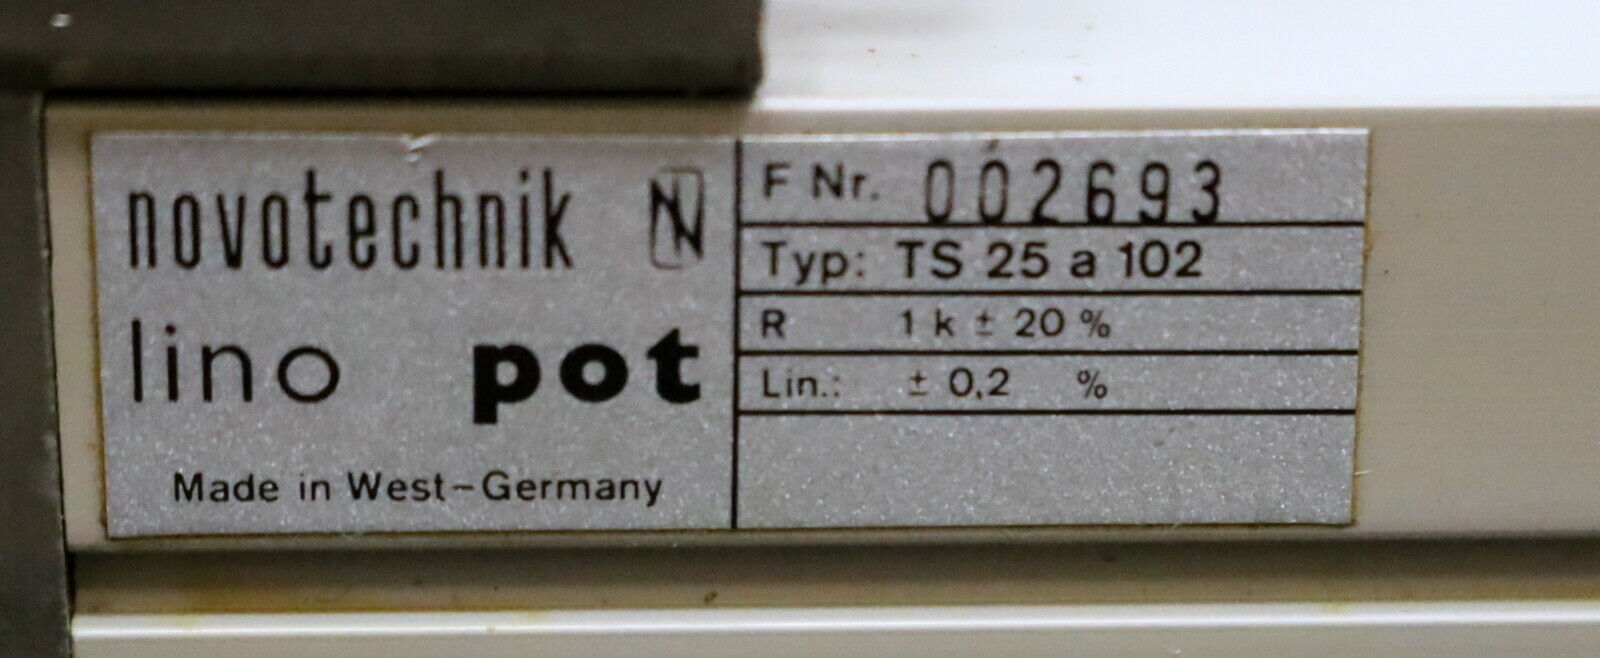 novotechnik N
lino pot
Made in West-Germany
F Nr. 002693
Typ: TS 25 a 102
R 1 k ± 20 %
Lin.: ± 0,2 %